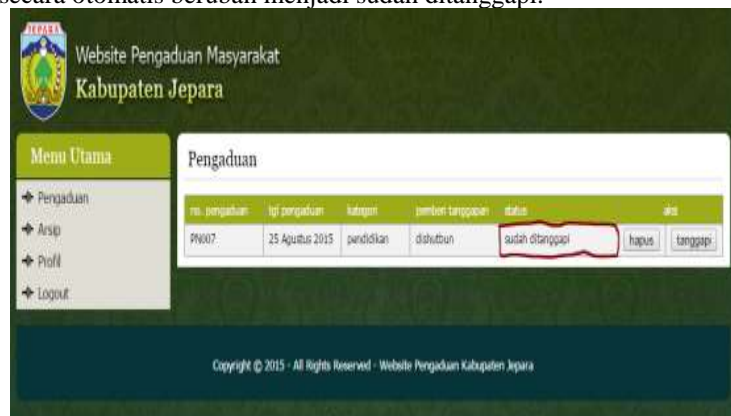 secara otomatis berubah menjadi sudah ditanggapi.
JEPARA
Website Pengaduan Masyarakat
Kabupaten Jepara
Menu Utama
Pengaduan
Arsip
Profil
Logout
Pengaduan
no. pengaduan tgl pengaduan kategori pemberi tanggapan status aksi
PN007 25 Agustus 2015 pendidikan dishutbun sudah ditanggapi hapus tanggapi
Copyright © 2015 - All Rights Reserved - Website Pengaduan Kabupaten Jepara